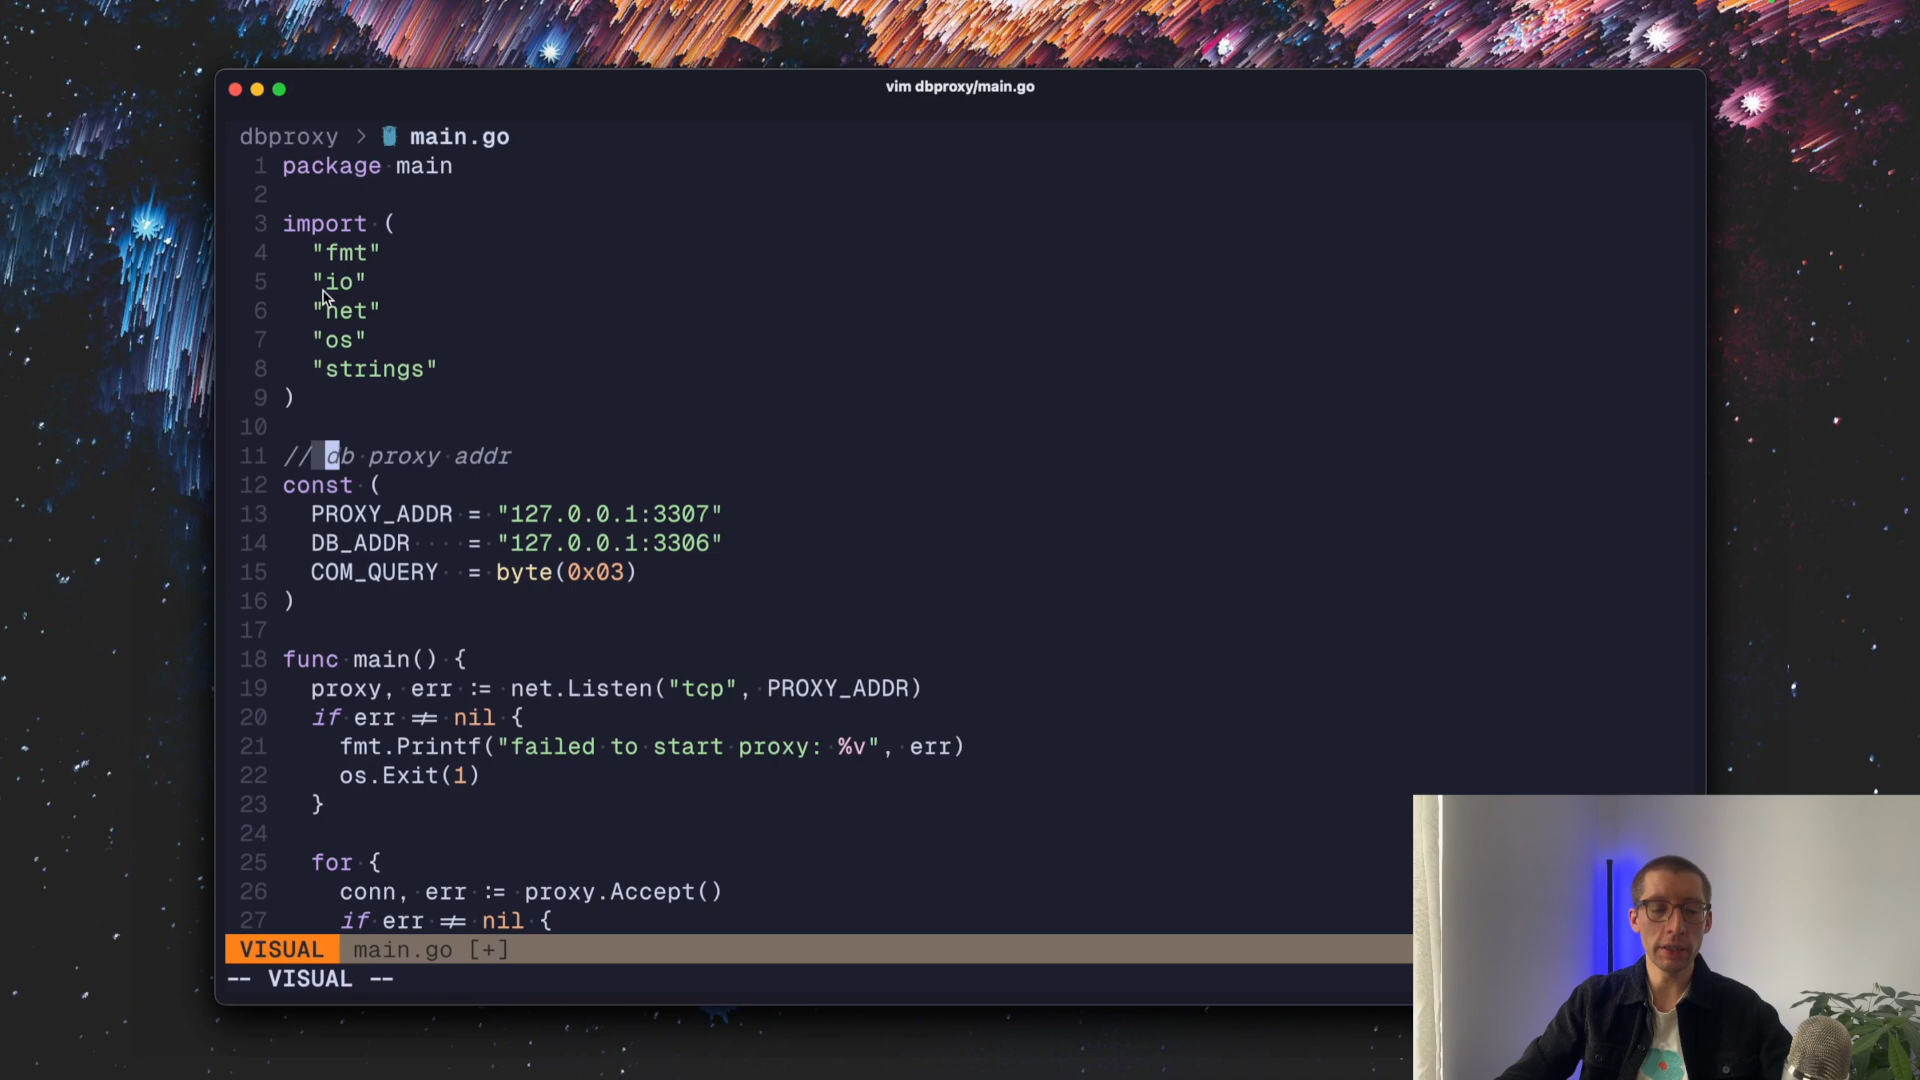 vim dbproxy/main.go
dbproxy > main.go
1 package main
2
3 import (
4 "fmt"
5 "io"
6 "net"
7 "os"
8 "strings"
9 )
10
11 // db proxy addr
12 const (
13 PROXY_ADDR = "127.0.0.1:3307"
14 DB_ADDR = "127.0.0.1:3306"
15 COM_QUERY = byte(0x03)
16 )
17
18 func main() {
19 proxy, err := net.Listen("tcp", PROXY_ADDR)
20 if err != nil {
21 fmt.Printf("failed to start proxy: %v", err)
22 os.Exit(1)
23 }
24
25 for {
26 conn, err := proxy.Accept()
27 if err != nil {
VISUAL main.go [+]
-- VISUAL --